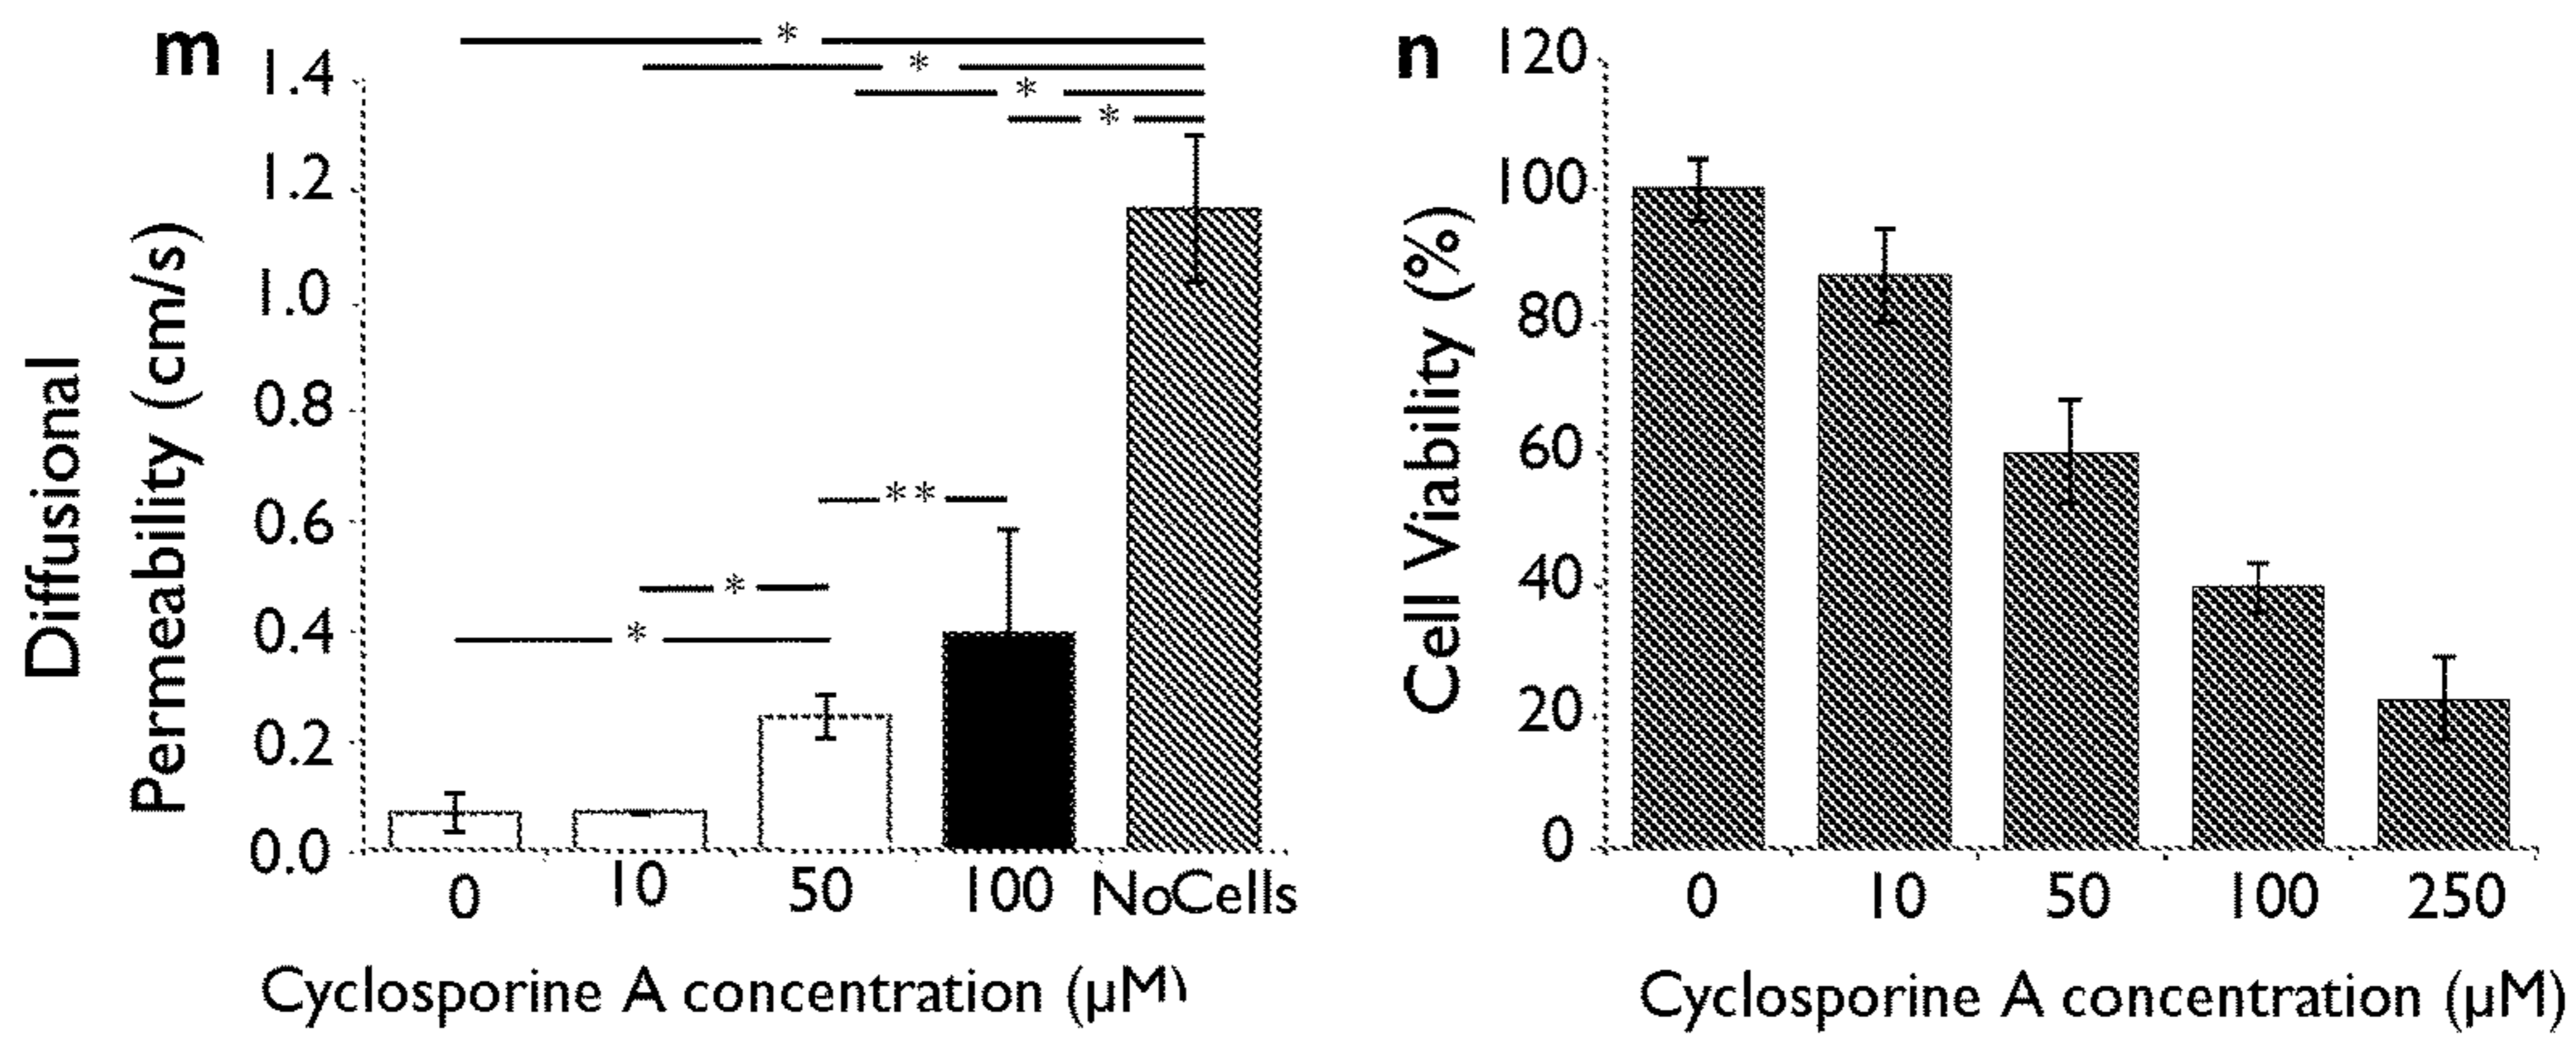 m
Diffusional
Permeability (cm/s)
1.4
1.2
1.0
0.8
0.6
0.4
0.2
0.0
*
*
*
*
**
*
*
0 10 50 100 NoCells
Cyclosporine A concentration (µM)
n
Cell Viability (%)
120
100
80
60
40
20
0
0 10 50 100 250
Cyclosporine A concentration (µM)